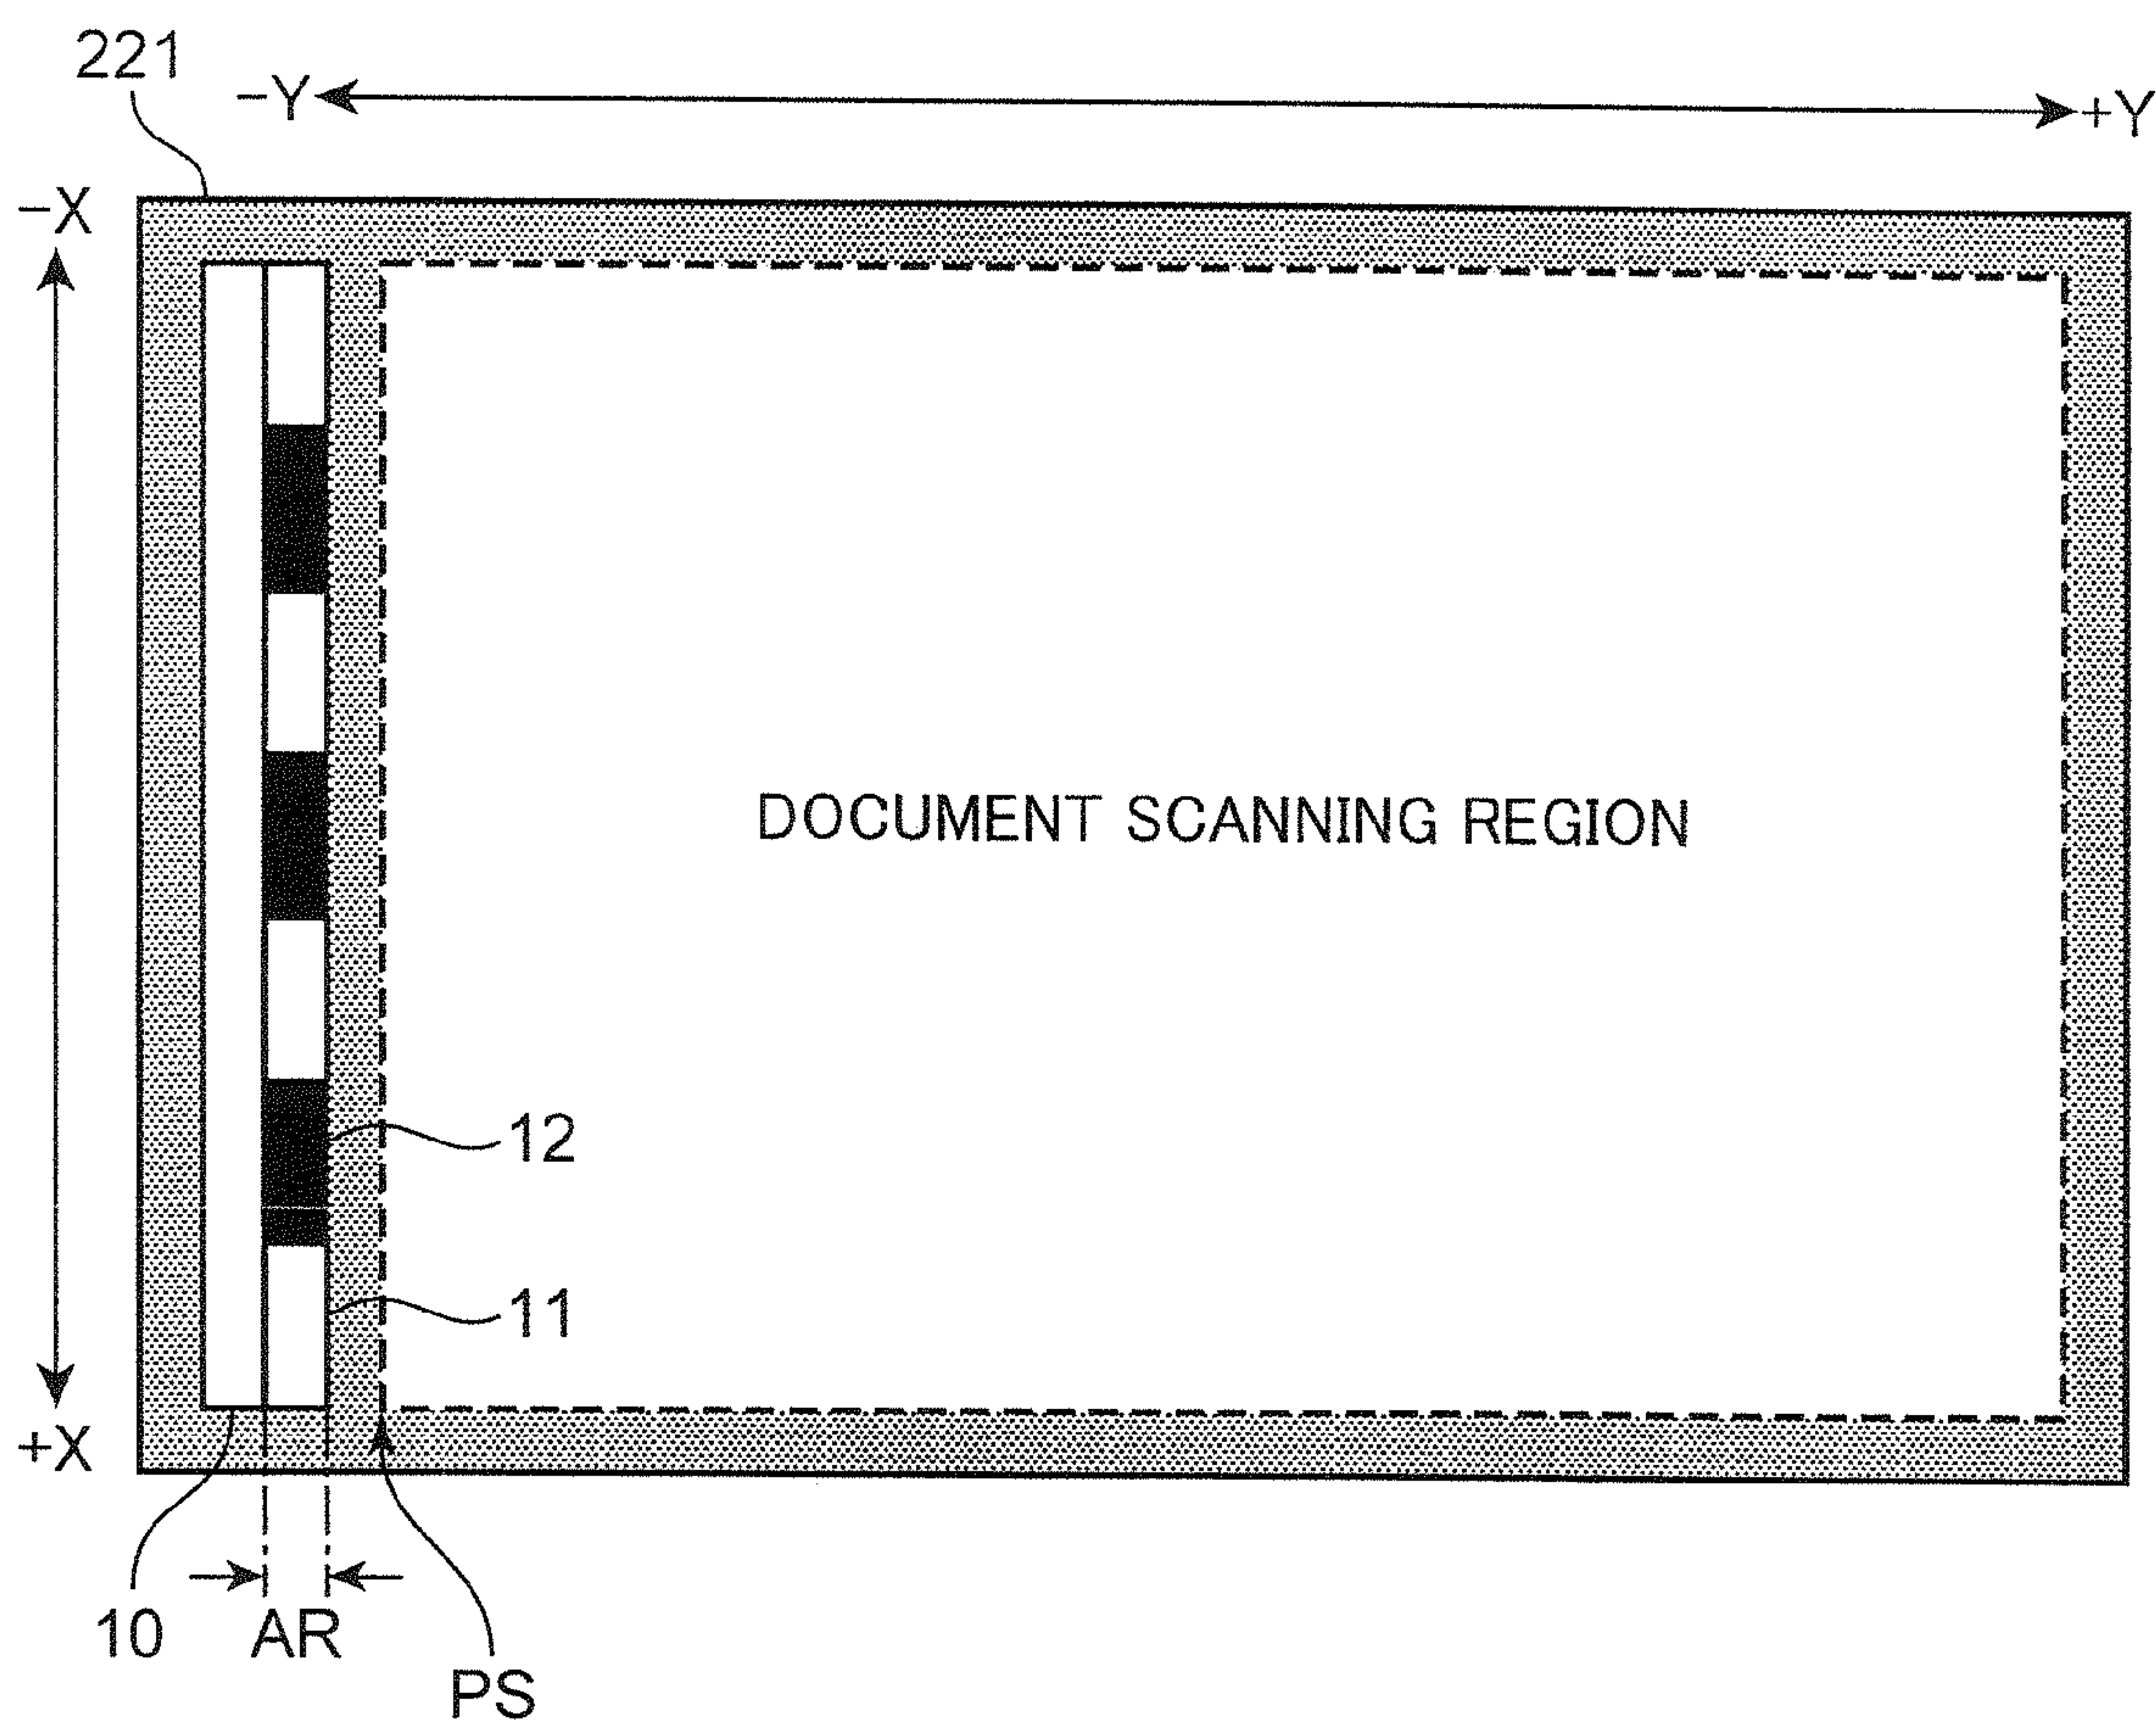 221
−Y
+Y
−X
DOCUMENT SCANNING REGION
12
11
+X
10
AR
PS